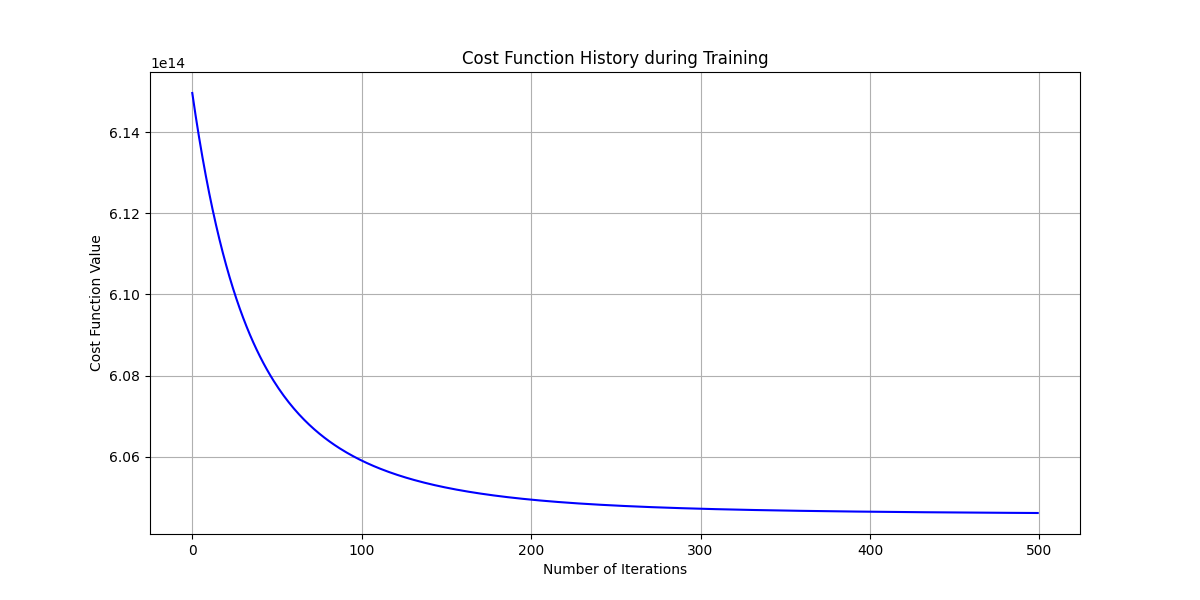 Cost Function History during Training
1e14
6.14
6.12
6.10
6.08
6.06
Cost Function Value
0 100 200 300 400 500
Number of Iterations